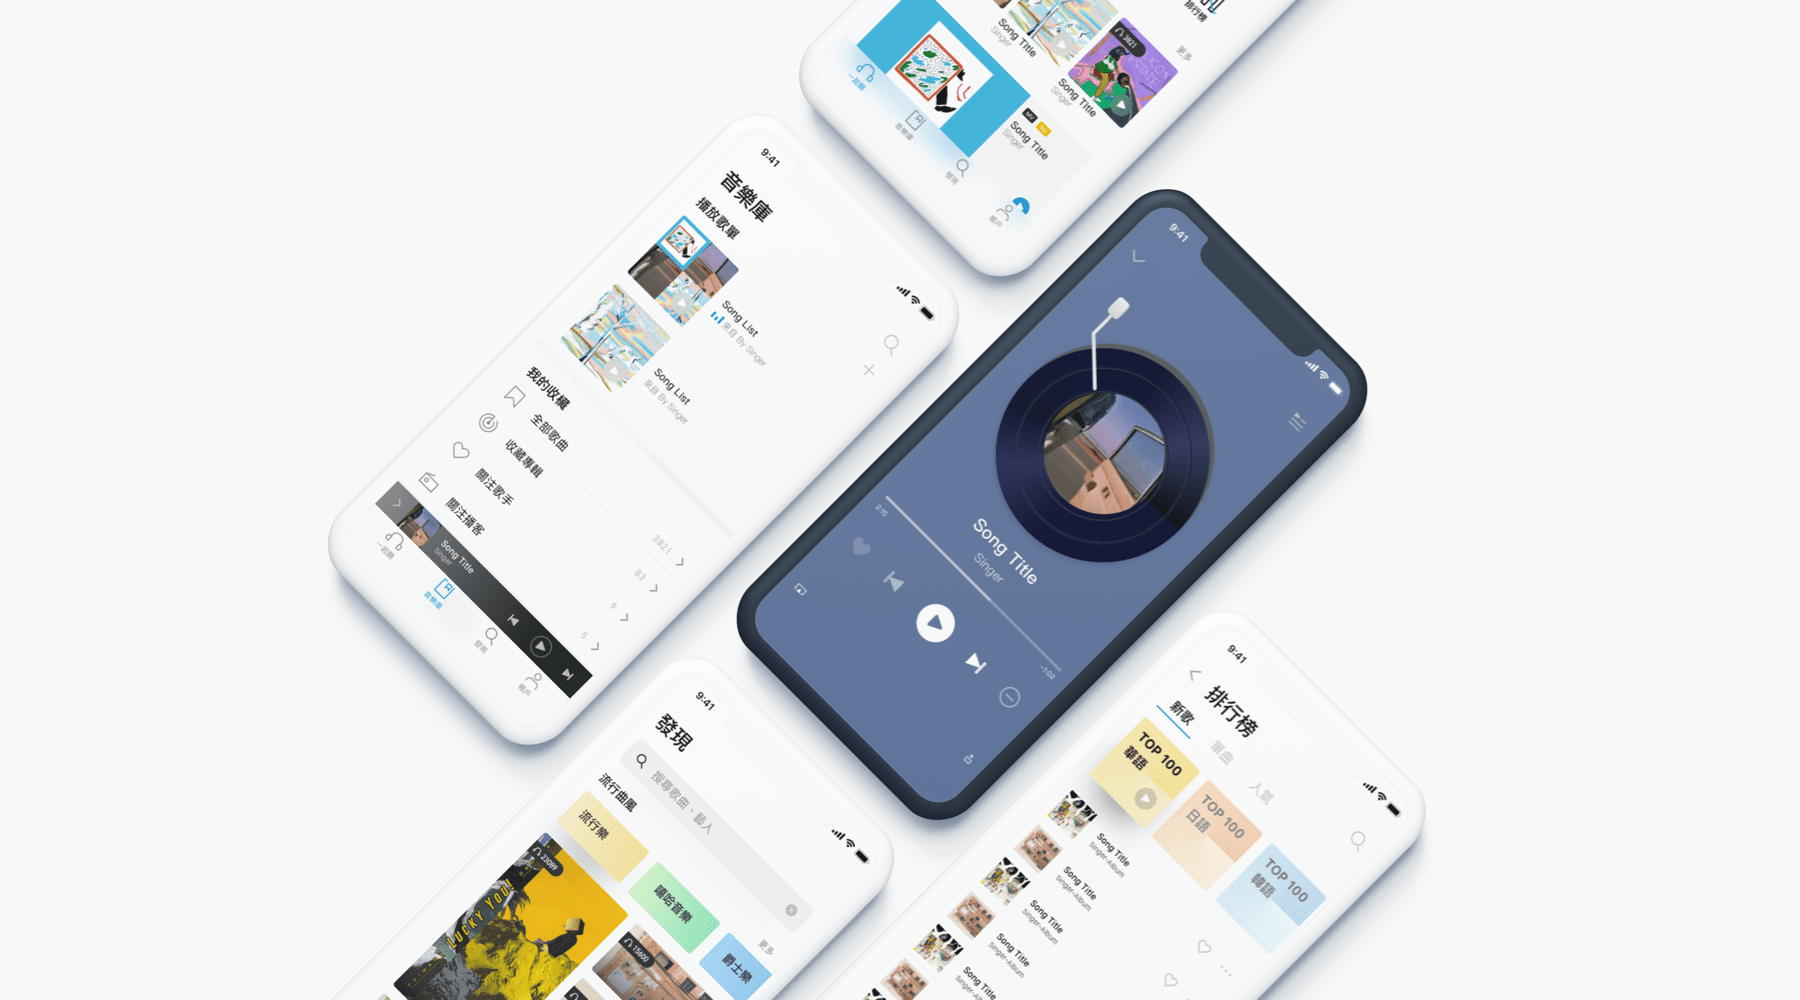 排行榜
更多
3821
Song Title
Singer
Song Title
Singer
MV
Song Title
Singer
一起聽
音樂庫
發現
帳戶
9:41
音樂庫
播放歌單
Song List
來自 By Singer
Song List
來自 By Singer
我的收欌
全部歌曲
3821
收藏專輯
83
關注歌手
7
關注播客
5
Song Title
Singer
一起聽
音樂庫
發現
帳戶
9:41
Song Title
Singer
2:15
-1:02
9:41
發現
搜尋歌曲、藝人
流行曲風
流行樂
嘻哈音樂
爵士樂
更多
23089
LUCKY YOU!
15600
9:41
排行榜
新歌
單曲
人氣
TOP 100
華語
TOP 100
日語
TOP 100
韓語
Song Title
Singer-Album
Song Title
Singer-Album
Song Title
Singer-Album
Song Title
Singer-Album
Song Title